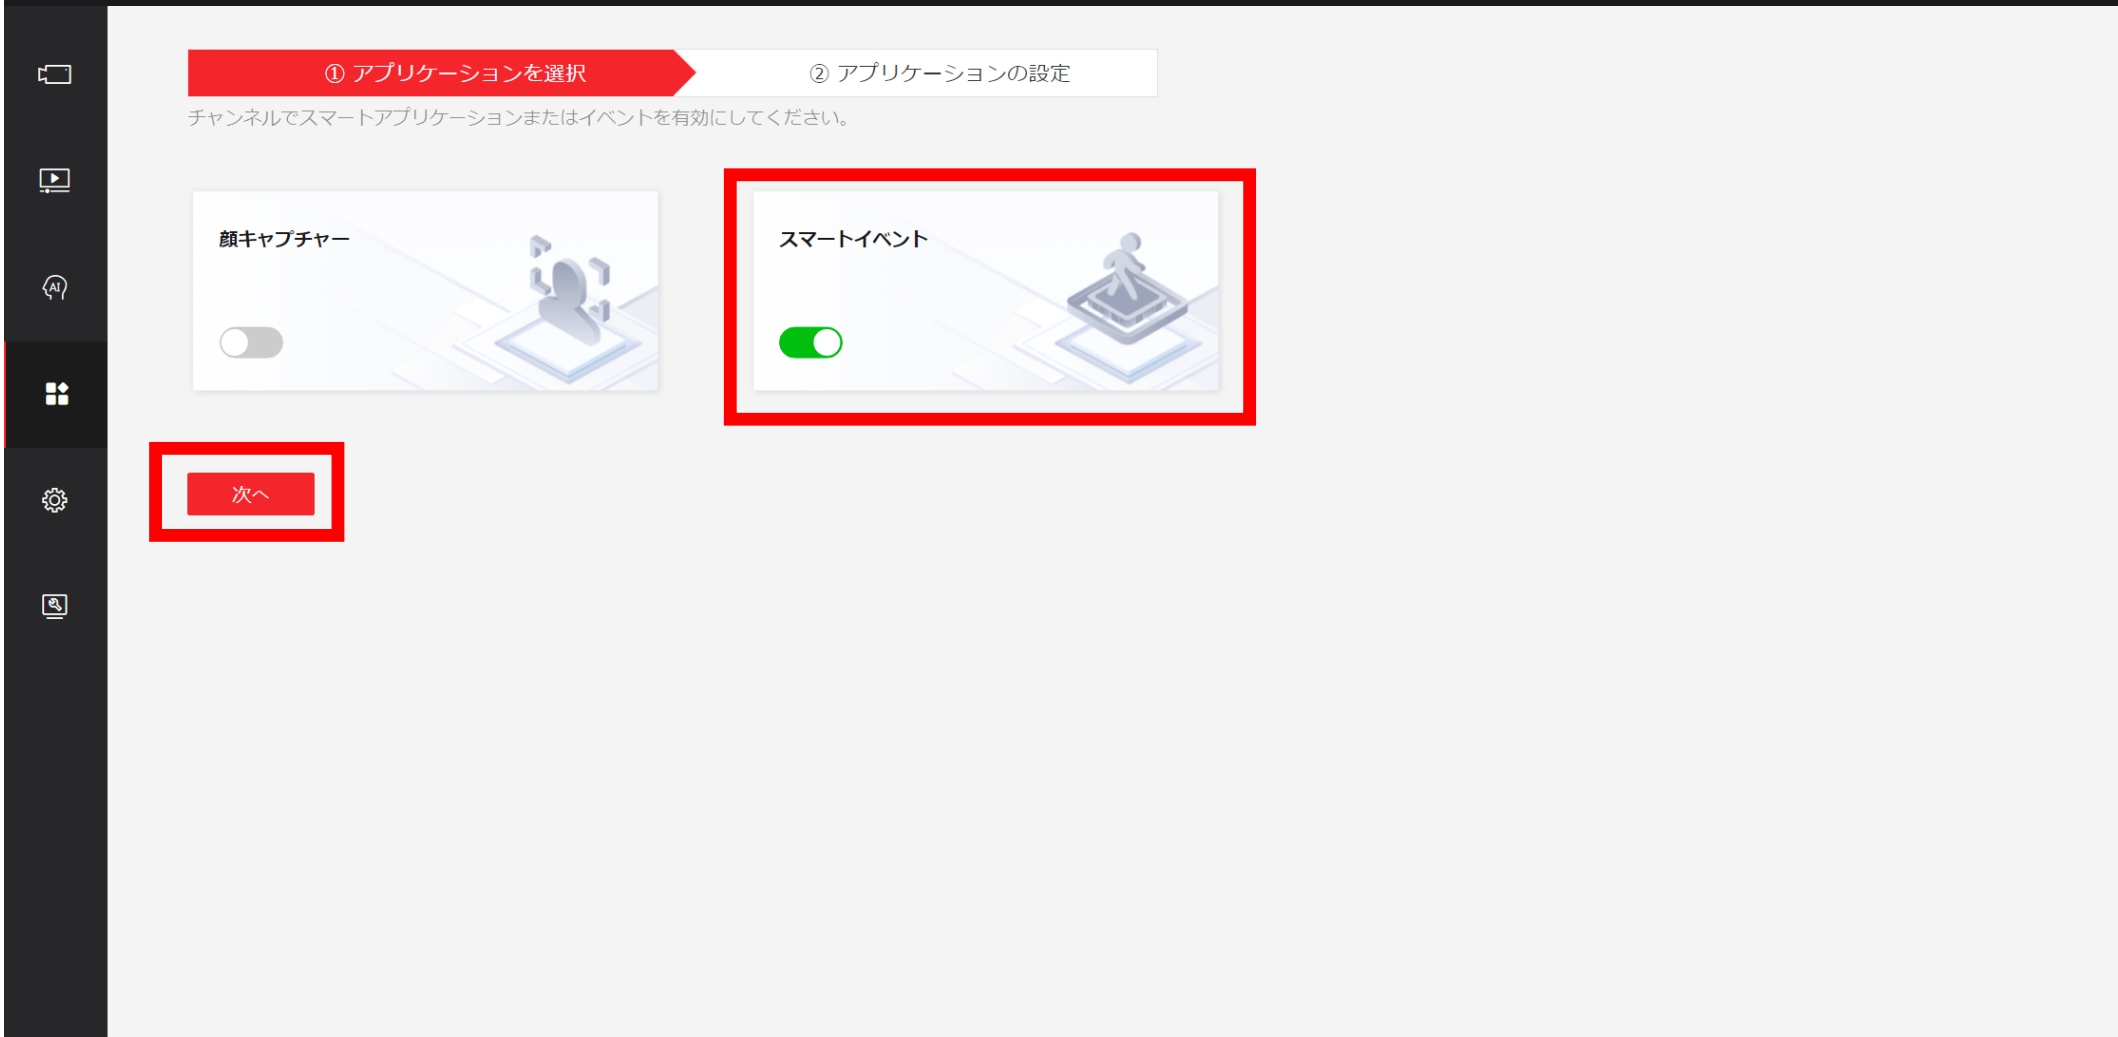 ① アプリケーションを選択
② アプリケーションの設定
チャンネルでスマートアプリケーションまたはイベントを有効にしてください。
顔キャプチャー
スマートイベント
AI
次へ